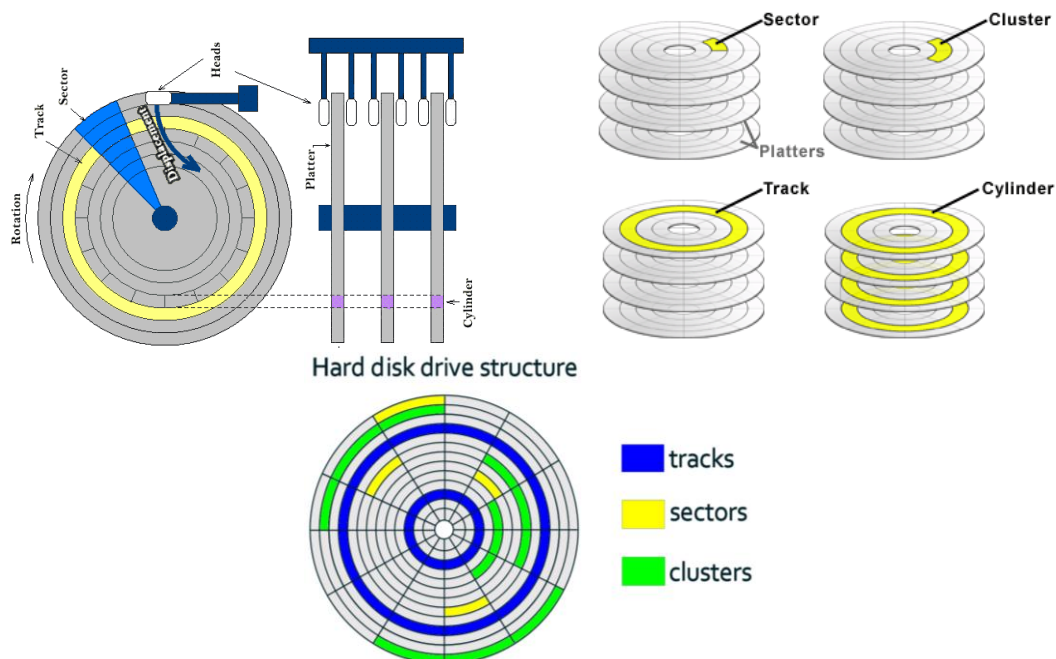 Heads
Sector
Track
Displacement
Rotation
Platter
Cylinder
Sector
Cluster
Platters
Track
Cylinder
Hard disk drive structure
tracks
sectors
clusters